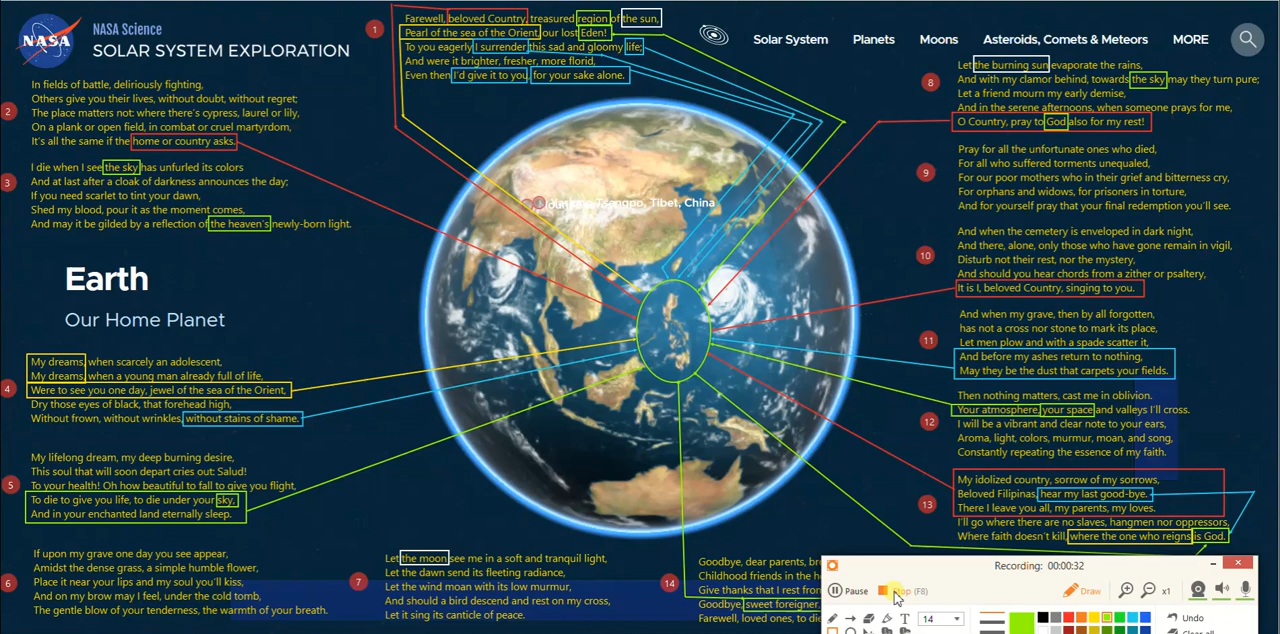 NASA
NASA Science
SOLAR SYSTEM EXPLORATION
Solar System
Planets
Moons
Asteroids, Comets & Meteors
MORE
1
Farewell, beloved Country, treasured region of the sun,
Pearl of the sea of the Orient, our lost Eden!
To you eagerly I surrender this sad and gloomy life;
And were it brighter, fresher, more florid,
Even then I'd give it to you, for your sake alone.
2
In fields of battle, deliriously fighting,
Others give you their lives, without doubt, without regret;
The place matters not: where there's cypress, laurel or lily,
On a plank or open field, in combat or cruel martyrdom,
It's all the same if the home or country asks.
3
I die when I see the sky has unfurled its colors
And at last after a cloak of darkness announces the day;
If you need scarlet to tint your dawn,
Shed my blood, pour it as the moment comes,
And may it be gilded by a reflection of the heaven's newly-born light.
Earth
Our Home Planet
4
My dreams, when scarcely an adolescent,
My dreams, when a young man already full of life,
Were to see you one day, jewel of the sea of the Orient,
Dry those eyes of black, that forehead high,
Without frown, without wrinkles, without stains of shame.
5
My lifelong dream, my deep burning desire,
This soul that will soon depart cries out: Salud!
To your health! Oh how beautiful to fall to give you flight,
To die to give you life, to die under your sky,
And in your enchanted land eternally sleep.
6
If upon my grave one day you see appear,
Amidst the dense grass, a simple humble flower,
Place it near your lips and my soul you'll kiss,
And on my brow may I feel, under the cold tomb,
The gentle blow of your tenderness, the warmth of your breath.
7
Let the moon see me in a soft and tranquil light,
Let the dawn send its fleeting radiance,
Let the wind moan with its low murmur,
And should a bird descend and rest on my cross,
Let it sing its canticle of peace.
Tsangpo, Tibet, China
8
Let the burning sun evaporate the rains,
And with my clamor behind, towards the sky may they turn pure;
Let a friend mourn my early demise,
And in the serene afternoons, when someone prays for me,
O Country, pray to God also for my rest!
9
Pray for all the unfortunate ones who died,
For all who suffered torments unequaled,
For our poor mothers who in their grief and bitterness cry,
For orphans and widows, for prisoners in torture,
And for yourself pray that your final redemption you'll see.
10
And when the cemetery is enveloped in dark night,
And there, alone, only those who have gone remain in vigil,
Disturb not their rest, nor the mystery,
And should you hear chords from a zither or psaltery,
It is I, beloved Country, singing to you.
11
And when my grave, then by all forgotten,
has not a cross nor stone to mark its place,
Let men plow and with a spade scatter it,
And before my ashes return to nothing,
May they be the dust that carpets your fields.
12
Then nothing matters, cast me in oblivion.
Your atmosphere, your space and valleys I'll cross.
I will be a vibrant and clear note to your ears,
Aroma, light, colors, murmur, moan, and song,
Constantly repeating the essence of my faith.
13
My idolized country, sorrow of my sorrows,
Beloved Filipinas, hear my last good-bye.
There I leave you all, my parents, my loves.
I'll go where there are no slaves, hangmen nor oppressors,
Where faith doesn't kill, where the one who reigns is God.
14
Goodbye, dear parents, br
Childhood friends in the h
Give thanks that I rest from
Goodbye, sweet foreigner,
Farewell, loved ones, to die
Recording: 00:00:32
Pause
Stop (F8)
Draw
x1
T
14
Undo
Clear all